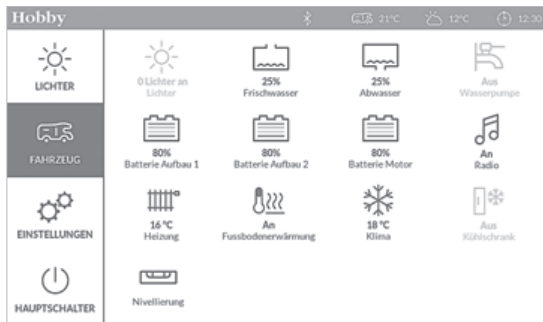 Hobby 21°C 12°C 12:30
LICHTER
FAHRZEUG
EINSTELLUNGEN
HAUPTSCHALTER
0 Lichter an
Lichter
25%
Frischwasser
25%
Abwasser
Aus
Wasserpumpe
80%
Batterie Aufbau 1
80%
Batterie Aufbau 2
80%
Batterie Motor
An
Radio
16 °C
Heizung
An
Fussbodenerwärmung
18 °C
Klima
Aus
Kühlschrank
Nivellierung